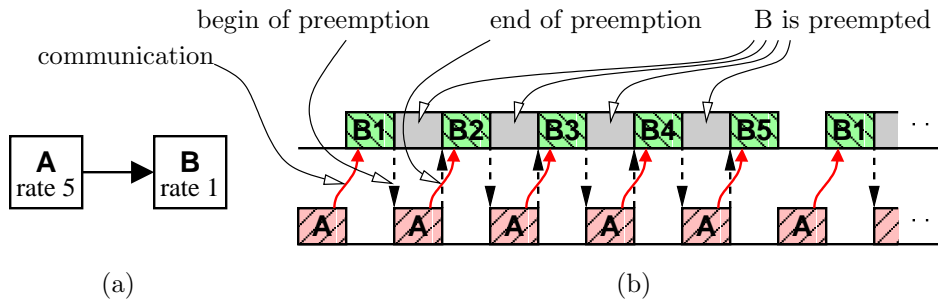 begin of preemption end of preemption B is preempted
communication
B1 B2 B3 B4 B5 B1 . .
A B
rate 5 rate 1
A A A A A A . .
(a) (b)